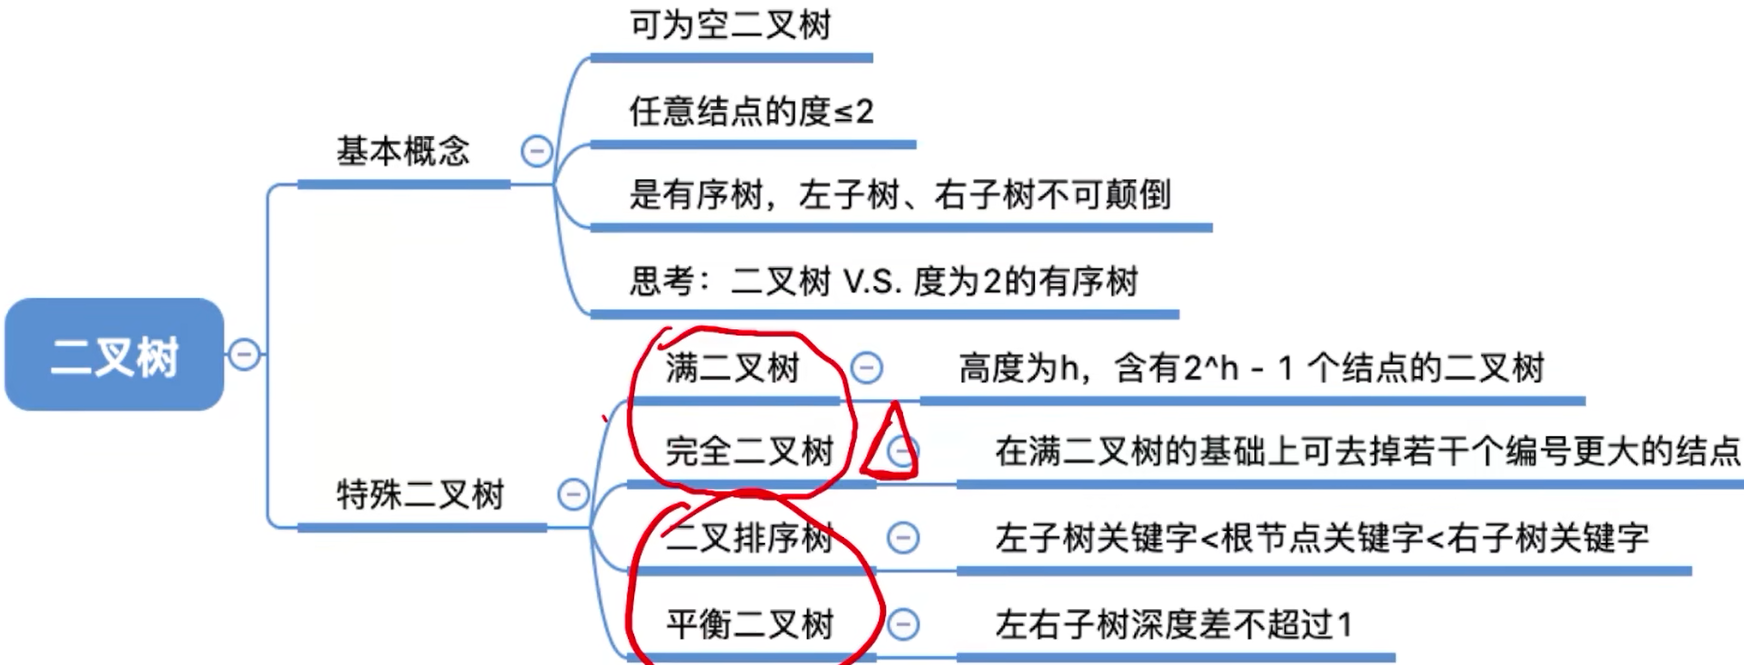 可为空二叉树
任意结点的度≤2
基本概念
是有序树，左子树、右子树不可颠倒
思考：二叉树 V.S. 度为2的有序树
二叉树
满二叉树
高度为h，含有2^h - 1 个结点的二叉树
完全二叉树
在满二叉树的基础上可去掉若干个编号更大的结点
特殊二叉树
二叉排序树
左子树关键字<根节点关键字<右子树关键字
平衡二叉树
左右子树深度差不超过1